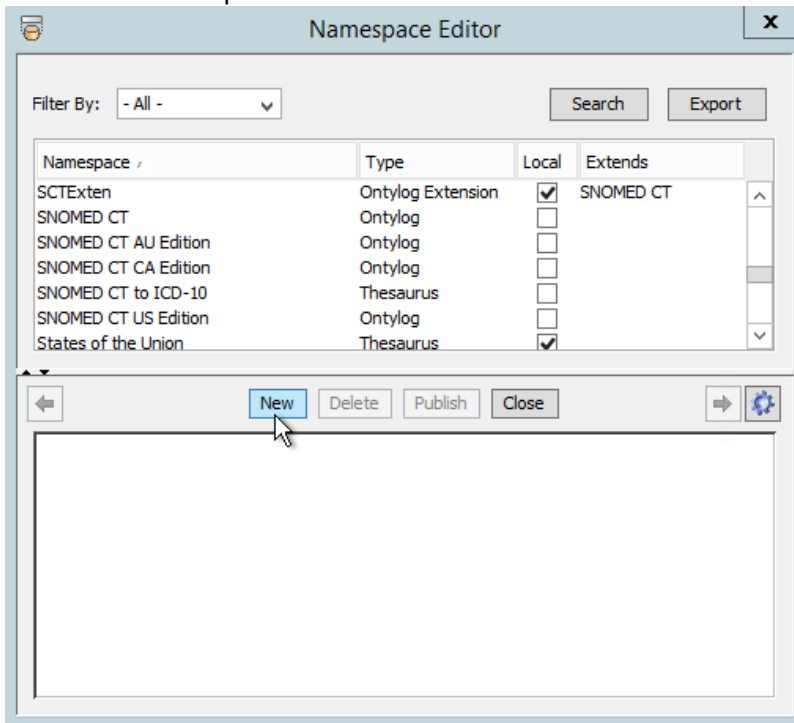 Namespace Editor x
Filter By: - All - Search Export
Namespace Type Local Extends
SCTExten Ontylog Extension SNOMED CT
SNOMED CT Ontylog
SNOMED CT AU Edition Ontylog
SNOMED CT CA Edition Ontylog
SNOMED CT to ICD-10 Thesaurus
SNOMED CT US Edition Ontylog
States of the Union Thesaurus
New Delete Publish Close